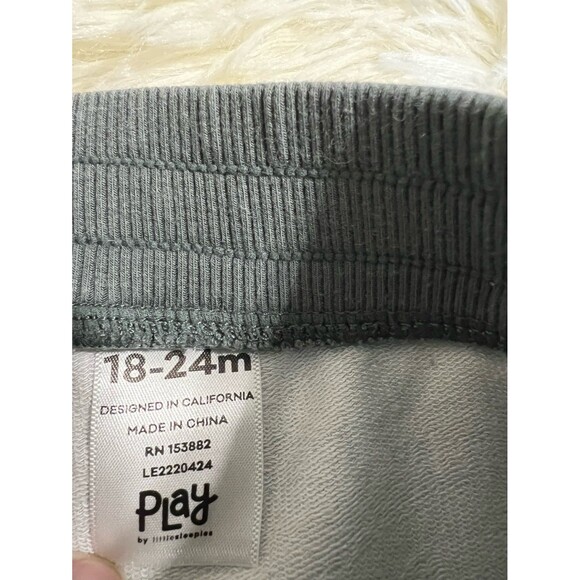 18-24m
DESIGNED IN CALIFORNIA
MADE IN CHINA
RN 153882
LE2220424
PLay
by littlesleepies